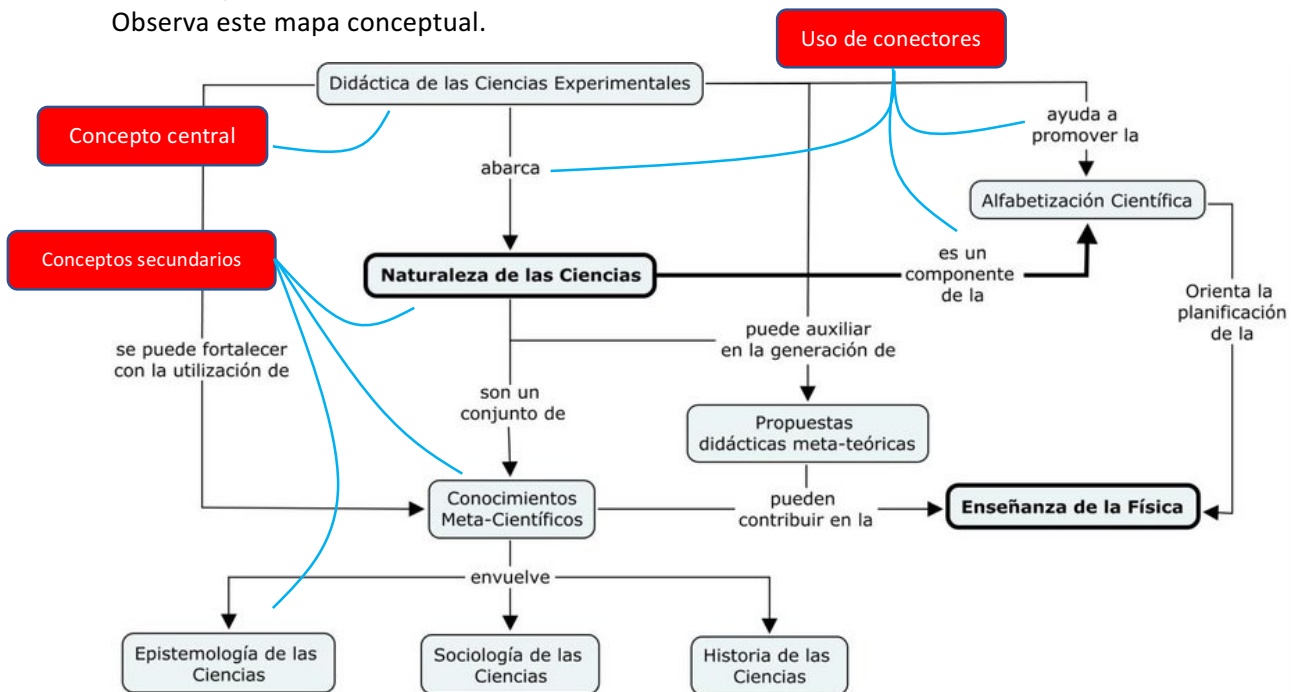 Observa este mapa conceptual.
Uso de conectores
Didáctica de las Ciencias Experimentales
Concepto central
ayuda a
promover la
abarca
Alfabetización Científica
Conceptos secundarios
Naturaleza de las Ciencias
es un
componente
de la
Orienta la
planificación
de la
se puede fortalecer
con la utilización de
puede auxiliar
en la generación de
son un
conjunto de
Propuestas
didácticas meta-teóricas
Conocimientos
Meta-Científicos
pueden
contribuir en la
Enseñanza de la Física
envuelve
Epistemología de las
Ciencias
Sociología de las
Ciencias
Historia de las
Ciencias